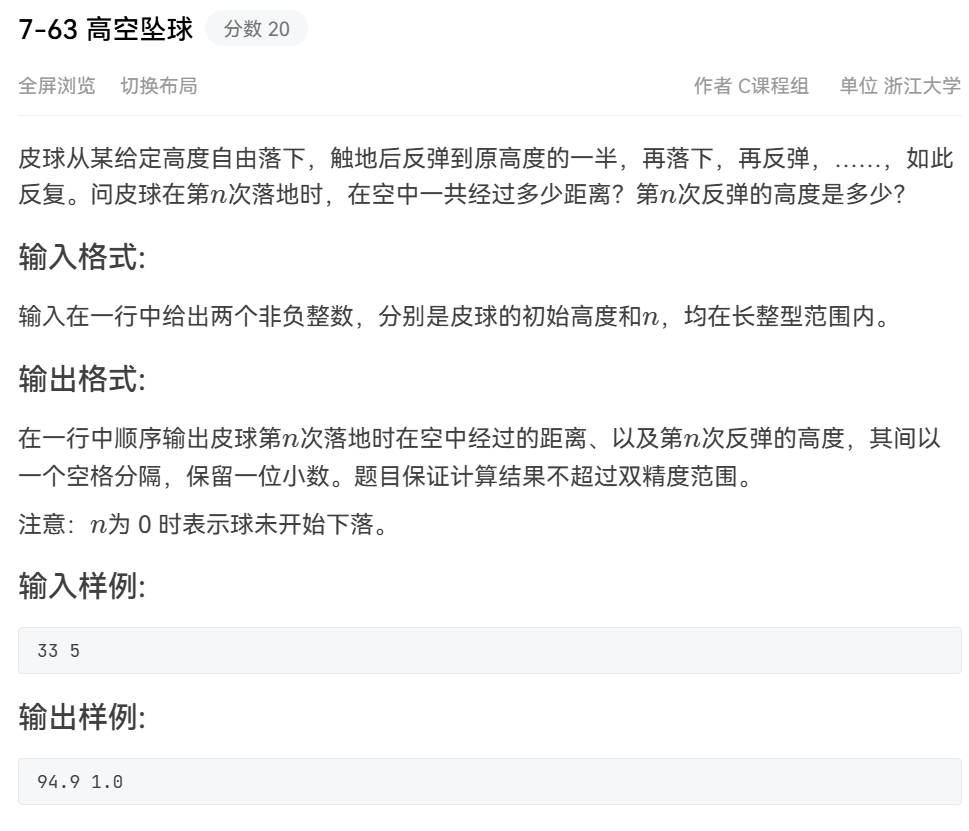 7-63 高空坠球 分数 20
全屏浏览 切换布局 作者 C课程组 单位 浙江大学
皮球从某给定高度自由落下，触地后反弹到原高度的一半，再落下，再反弹，……，如此
反复。问皮球在第n次落地时，在空中一共经过多少距离？第n次反弹的高度是多少？
输入格式:
输入在一行中给出两个非负整数，分别是皮球的初始高度和n，均在长整型范围内。
输出格式:
在一行中顺序输出皮球第n次落地时在空中经过的距离、以及第n次反弹的高度，其间以
一个空格分隔，保留一位小数。题目保证计算结果不超过双精度范围。
注意：n为 0 时表示球未开始下落。
输入样例:
33 5
输出样例:
94.9 1.0